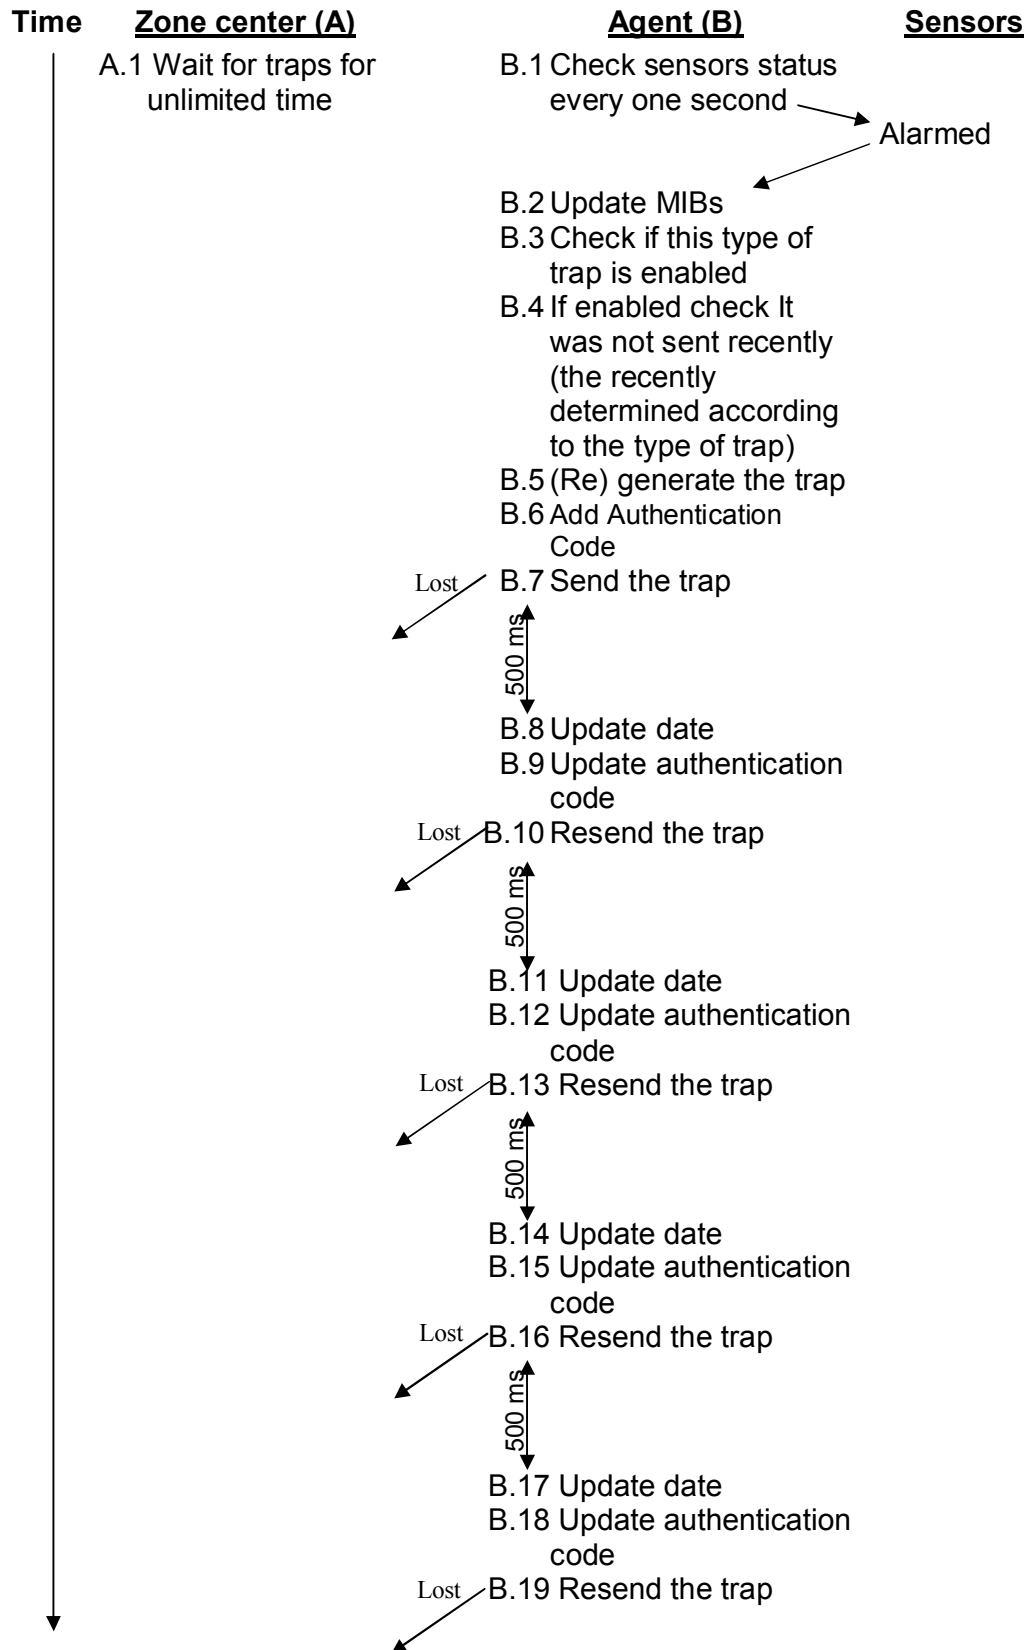 Time Zone center (A) Agent (B) Sensors
A.1 Wait for traps for
unlimited time
B.1 Check sensors status
every one second
Alarmed
B.2 Update MIBs
B.3 Check if this type of
trap is enabled
B.4 If enabled check It
was not sent recently
(the recently
determined according
to the type of trap)
B.5 (Re) generate the trap
B.6 Add Authentication
Code
Lost B.7 Send the trap
500 ms
B.8 Update date
B.9 Update authentication
code
Lost B.10 Resend the trap
500 ms
B.11 Update date
B.12 Update authentication
code
Lost B.13 Resend the trap
500 ms
B.14 Update date
B.15 Update authentication
code
Lost B.16 Resend the trap
500 ms
B.17 Update date
B.18 Update authentication
code
Lost B.19 Resend the trap